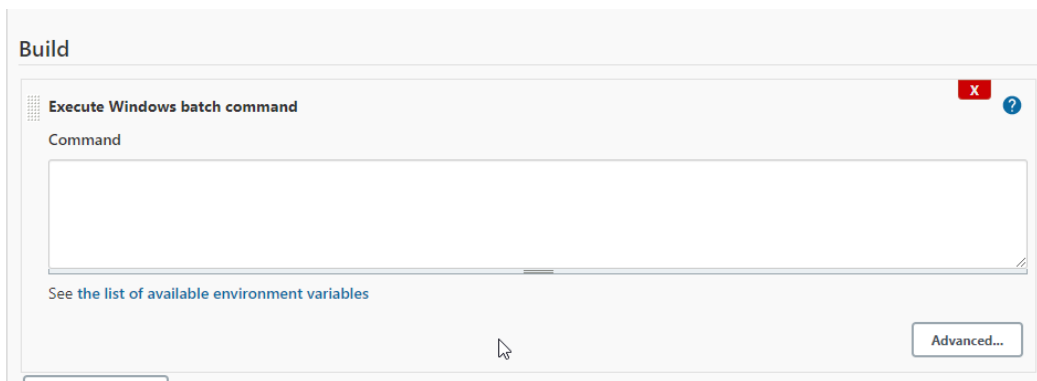 Build
Execute Windows batch command
X
?
Command
See the list of available environment variables
Advanced...